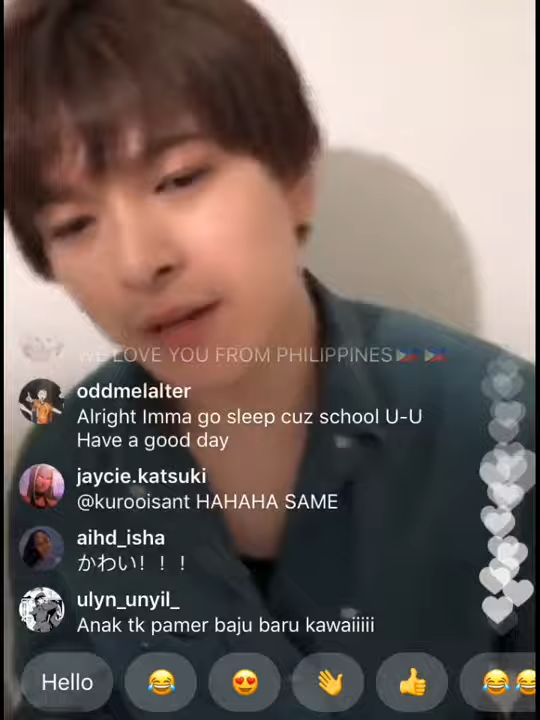 WE LOVE YOU FROM PHILIPPINES
oddmelalter
Alright Imma go sleep cuz school U-U
Have a good day
jaycie.katsuki
@kurooisant HAHAHA SAME
aihd_isha
かわい！！！
ulyn_unyil_
Anak tk pamer baju baru kawaiiiii
Hello